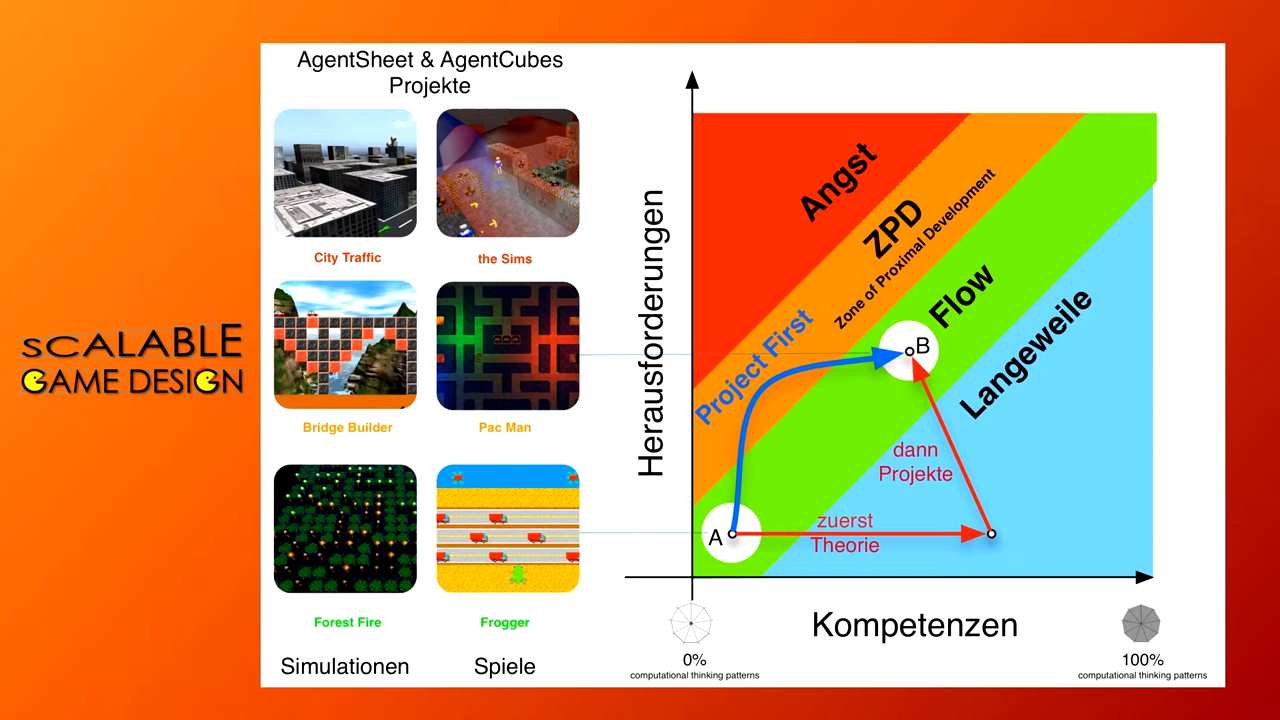 SCALABLE
GAME DESIGN
AgentSheet & AgentCubes
Projekte
City Traffic
the Sims
Bridge Builder
Pac Man
Forest Fire
Frogger
Simulationen
Spiele
Herausforderungen
Angst
ZPD
Zone of Proximal Development
Flow
Langeweile
Project First
B
dann
Projekte
A
zuerst
Theorie
Kompetenzen
0%
computational thinking patterns
100%
computational thinking patterns